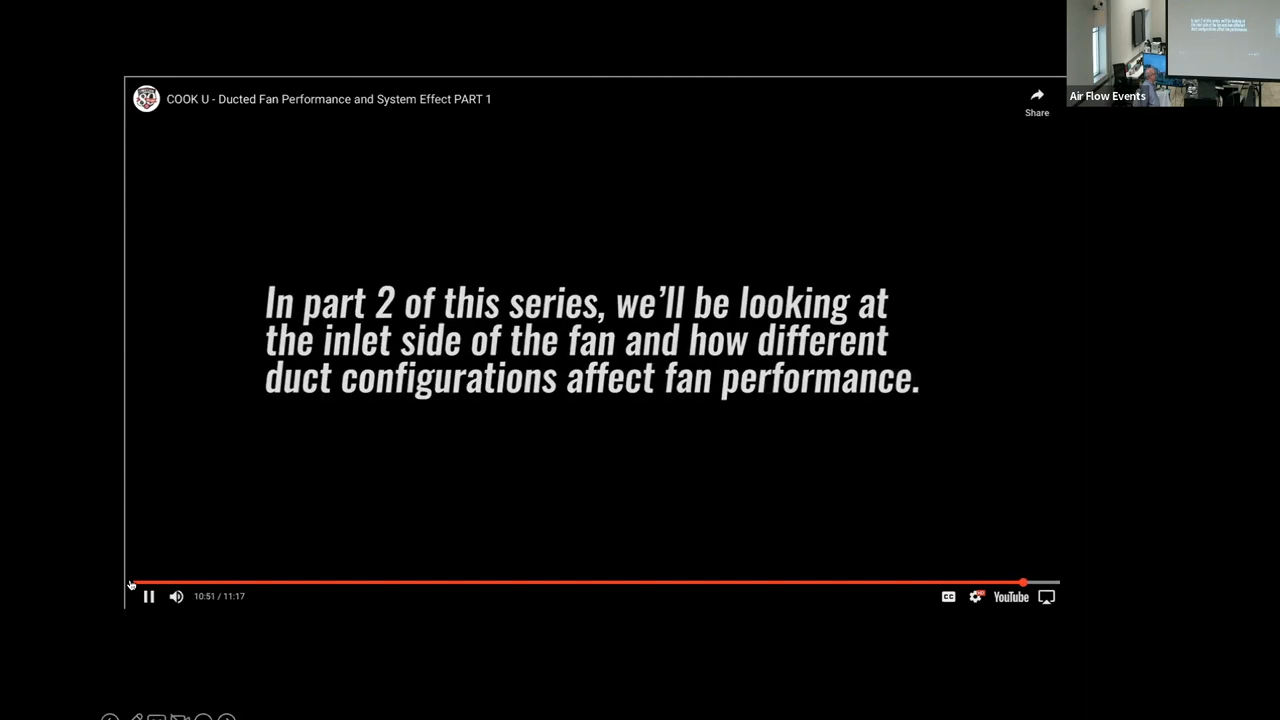 COOK U - Ducted Fan Performance and System Effect PART 1
Share
Air Flow Events
In part 2 of this series, we'll be looking at
the inlet side of the fan and how different
duct configurations affect fan performance.
10:51 / 11:17
CC
YouTube